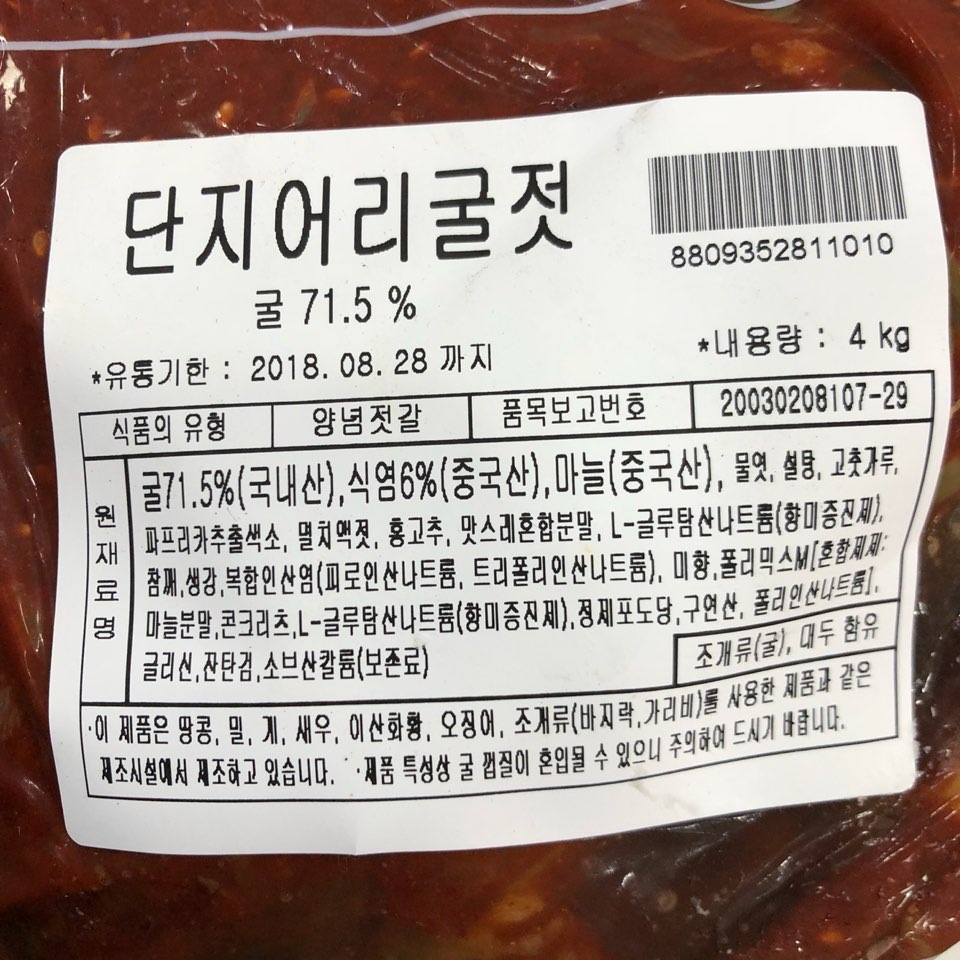 단지어리굴젓
8809352811010
굴 71.5 %
*내용량 : 4 kg
*유통기한 : 2018. 08. 28 까지
식품의 유형 양념젓갈 품목보고번호 20030208107-29
원재료명
굴71.5%(국내산),식염6%(중국산),마늘(중국산), 물엿, 설탕, 고춧가루,
파프리카추출색소, 멸치액젓, 홍고추, 맛스레혼합분말, L-글루탐산나트륨(향미증진제),
참깨,생강,복합인산염(피로인산나트륨, 트리폴리인산나트륨), 미향,폴리믹스M[혼합제제:
마늘분말,콘크리츠,L-글루탐산나트륨(향미증진제),정제포도당,구연산, 폴리인산나트륨],
글리신,잔탄검,소브산칼륨(보존료)
조개류(굴), 대두 함유
·이 제품은 땅콩, 밀, 게, 새우, 이산화황, 오징어, 조개류(바지락,가리비)를 사용한 제품과 같은
제조시설에서 제조하고 있습니다. ·제품 특성상 굴 껍질이 혼입될 수 있으니 주의하여 드시기 바랍니다.